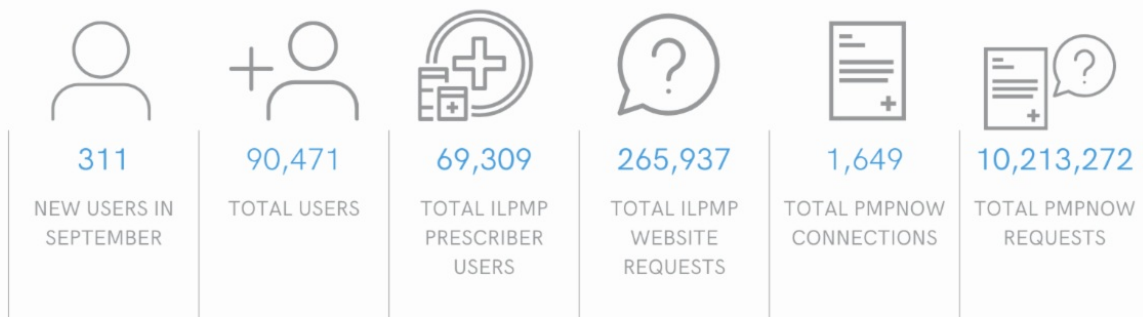 311
NEW USERS IN
SEPTEMBER
90,471
TOTAL USERS
69,309
TOTAL ILPMP
PRESCRIBER
USERS
265,937
TOTAL ILPMP
WEBSITE
REQUESTS
1,649
TOTAL PMPNOW
CONNECTIONS
10,213,272
TOTAL PMPNOW
REQUESTS